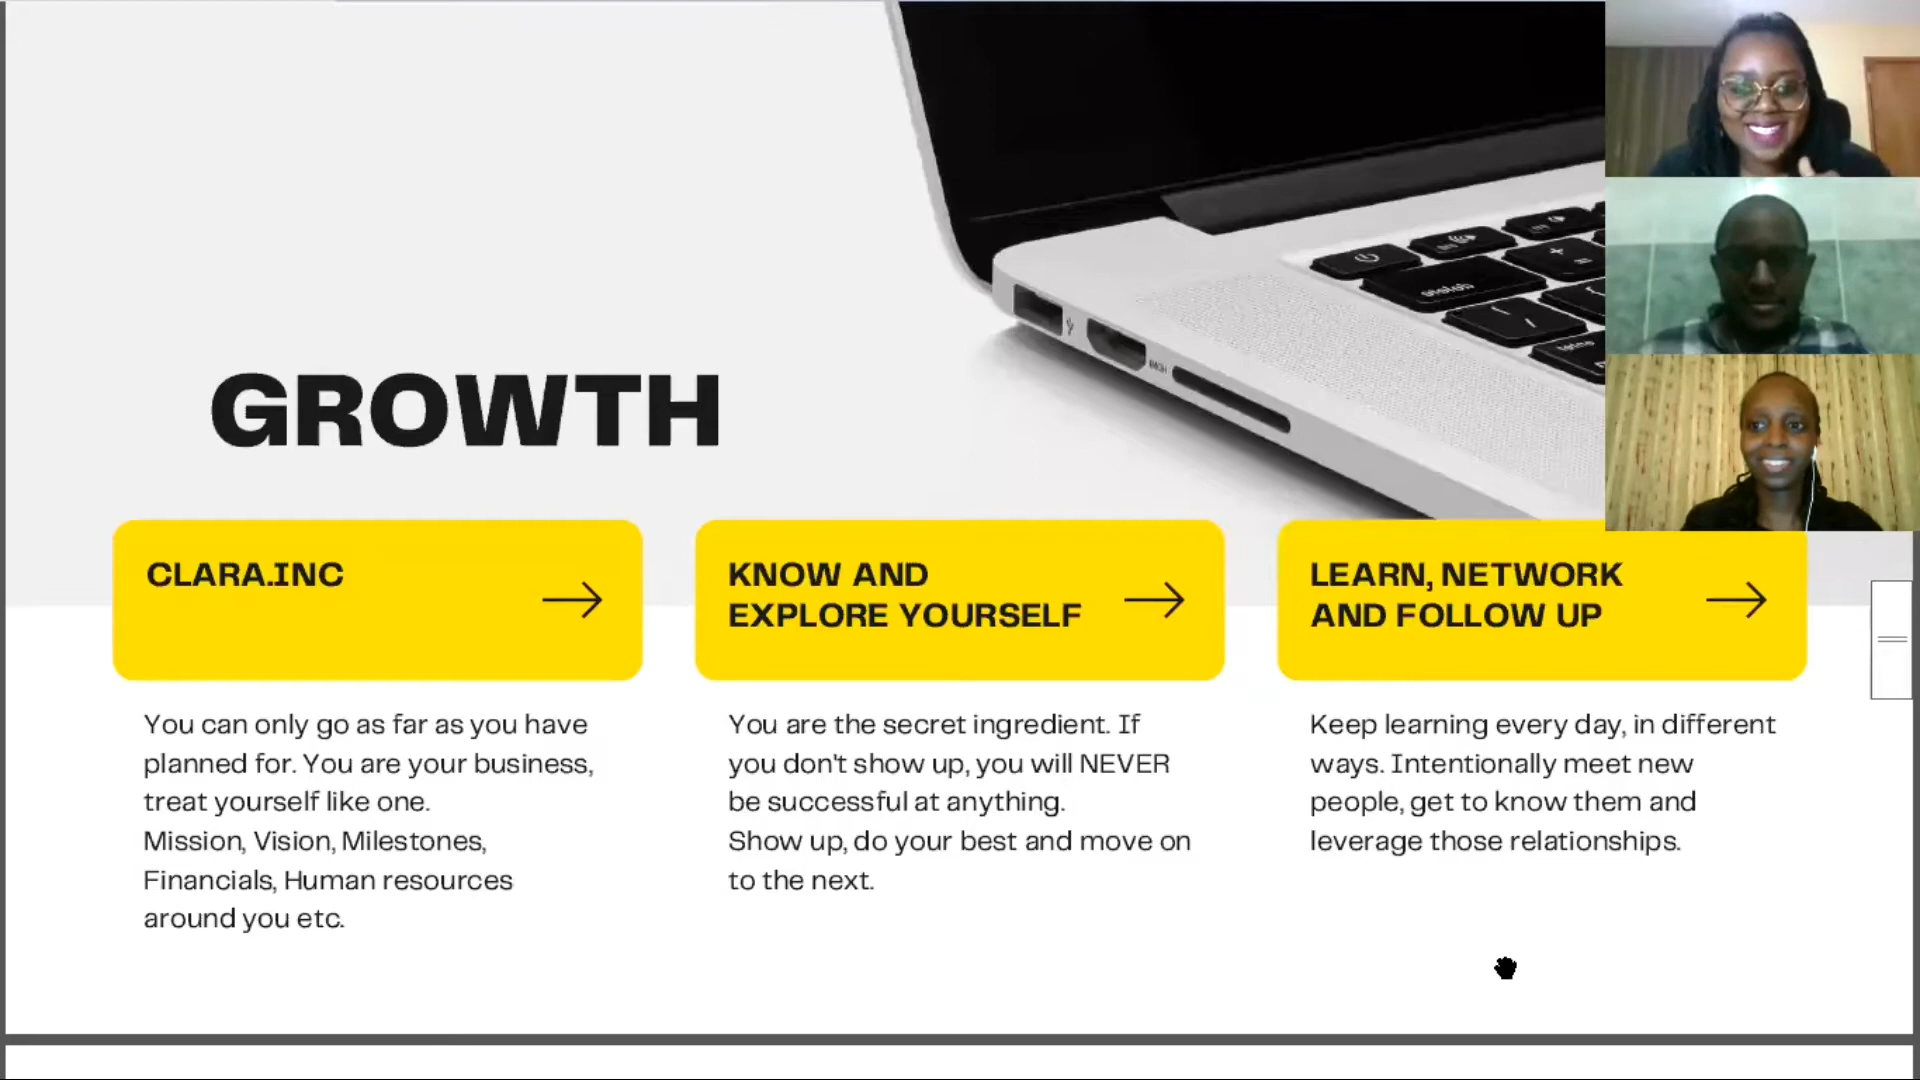 GROWTH
CLARA.INC
You can only go as far as you have
planned for. You are your business,
treat yourself like one.
Mission, Vision, Milestones,
Financials, Human resources
around you etc.
KNOW AND
EXPLORE YOURSELF
You are the secret ingredient. If
you don't show up, you will NEVER
be successful at anything.
Show up, do your best and move on
to the next.
LEARN, NETWORK
AND FOLLOW UP
Keep learning every day, in different
ways. Intentionally meet new
people, get to know them and
leverage those relationships.